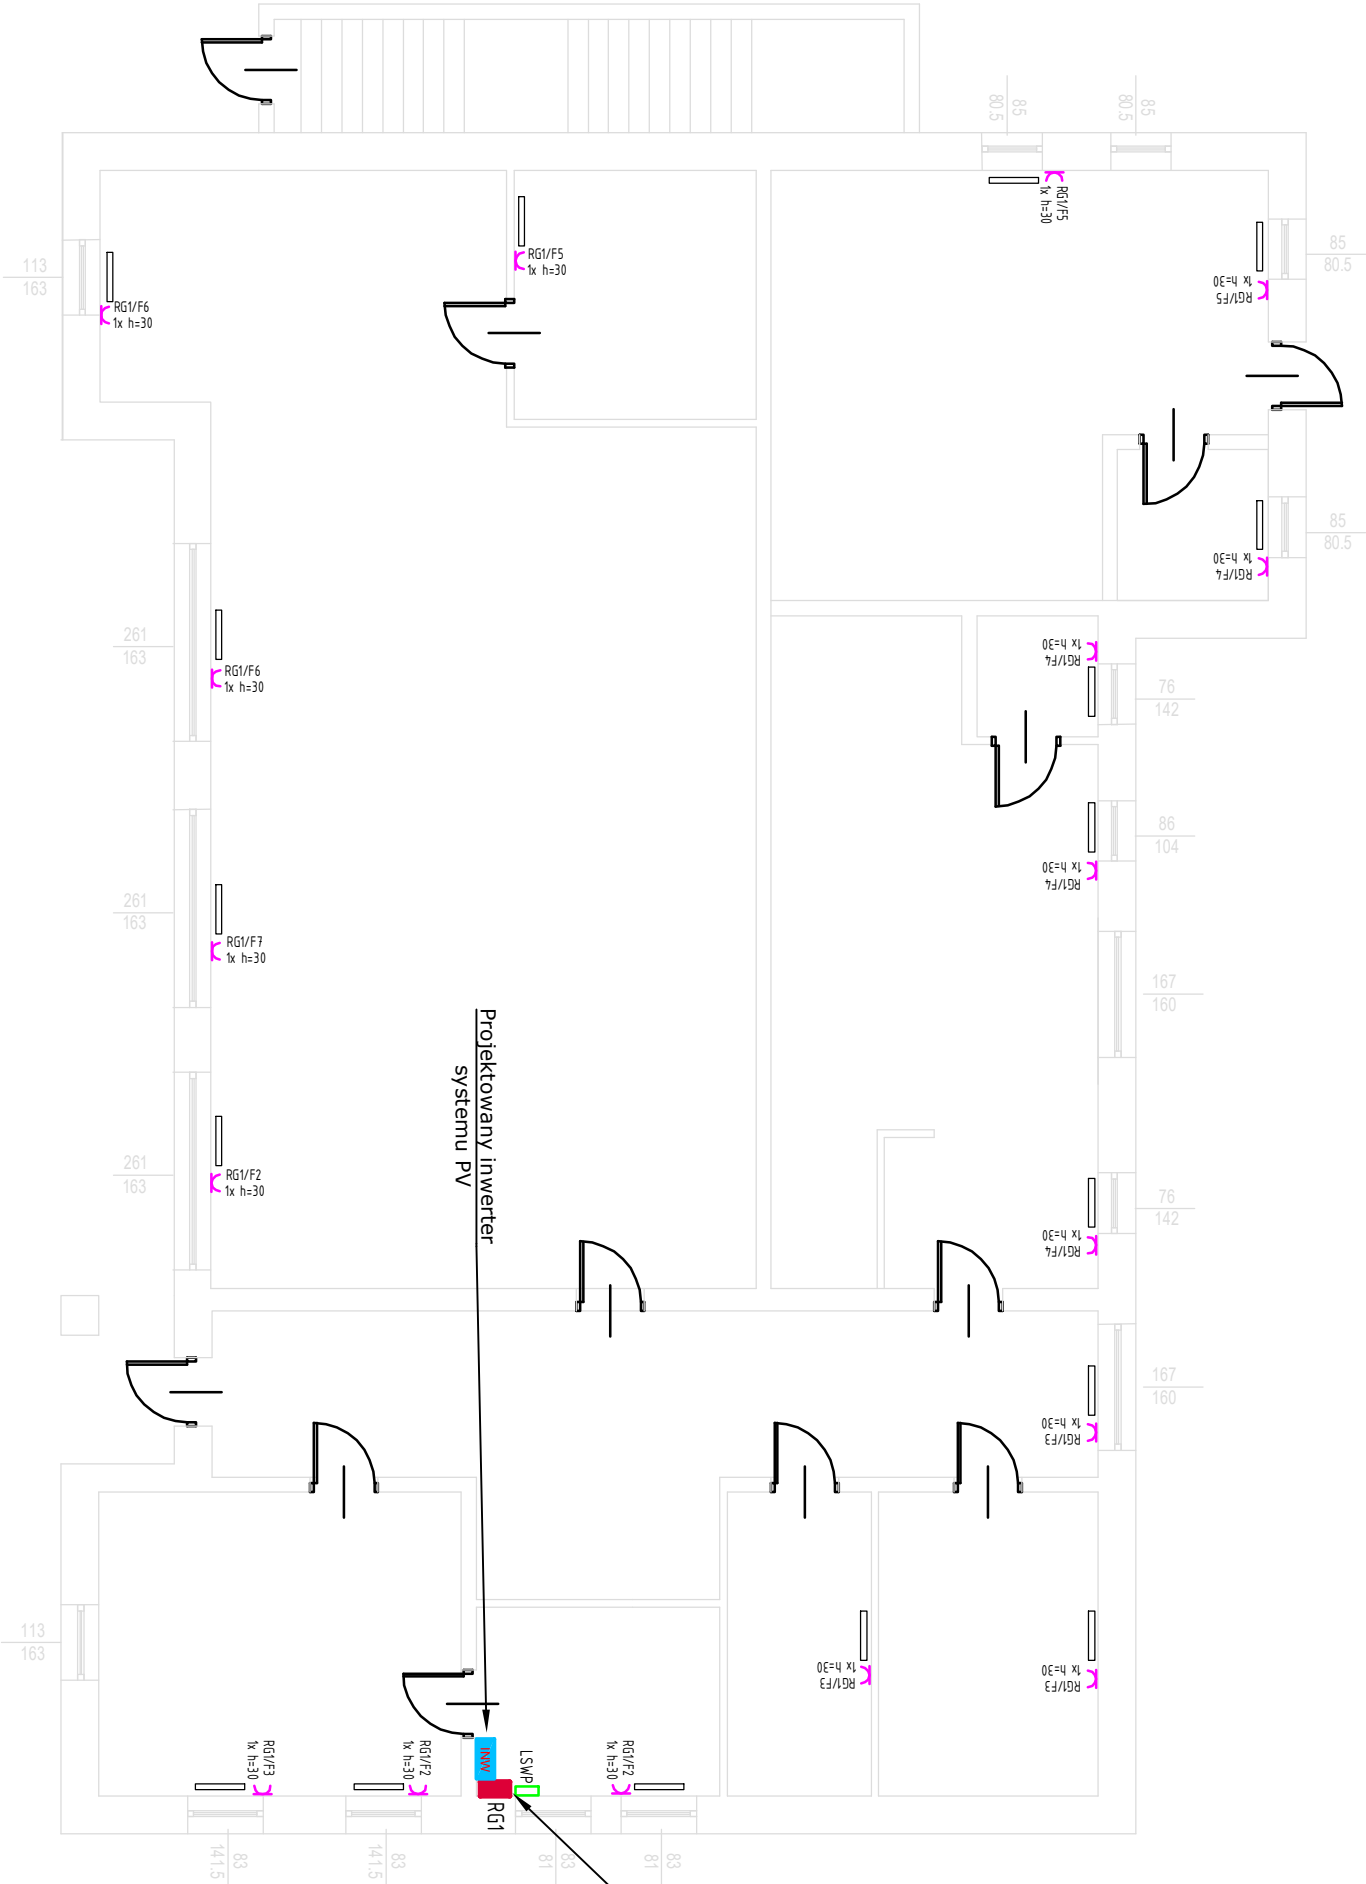 85
80.5
85
80.5
RG1/F5
1x h=30
85
80.5
RG1/F5
1x h=30
RG1/F5
1x h=30
113
163
RG1/F6
1x h=30
85
80.5
RG1/F4
1x h=30
261
163
RG1/F6
1x h=30
RG1/F4
1x h=30
76
142
86
104
RG1/F4
1x h=30
261
163
RG1/F7
1x h=30
167
160
Projektowany inwerter
systemu PV
261
163
RG1/F2
1x h=30
76
142
RG1/F4
1x h=30
167
160
RG1/F3
1x h=30
113
163
RG1/F3
1x h=30
RG1/F3
1x h=30
RG1/F3
1x h=30
RG1/F2
1x h=30
INW
LSWP
RG1
RG1/F2
1x h=30
83
141.5
83
141.5
83
81
83
81